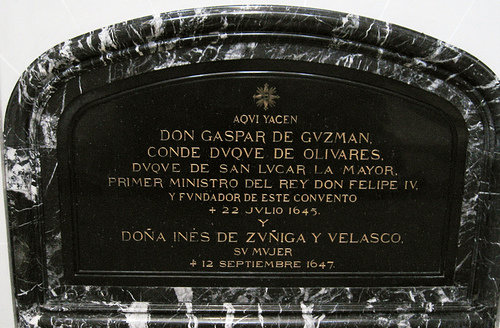 AQVI YACEN
DON GASPAR DE GVZMAN,
CONDE DVQVE DE OLIVARES,
DVQVE DE SAN LVCAR LA MAYOR,
PRIMER MINISTRO DEL REY DON FELIPE IV,
Y FVNDADOR DE ESTE CONVENTO
+ 22 JULIO 1645.
Y
DOÑA INÉS DE ZVÑIGA Y VELASCO,
SV MVJER
+ 12 SEPTIEMBRE 1647.